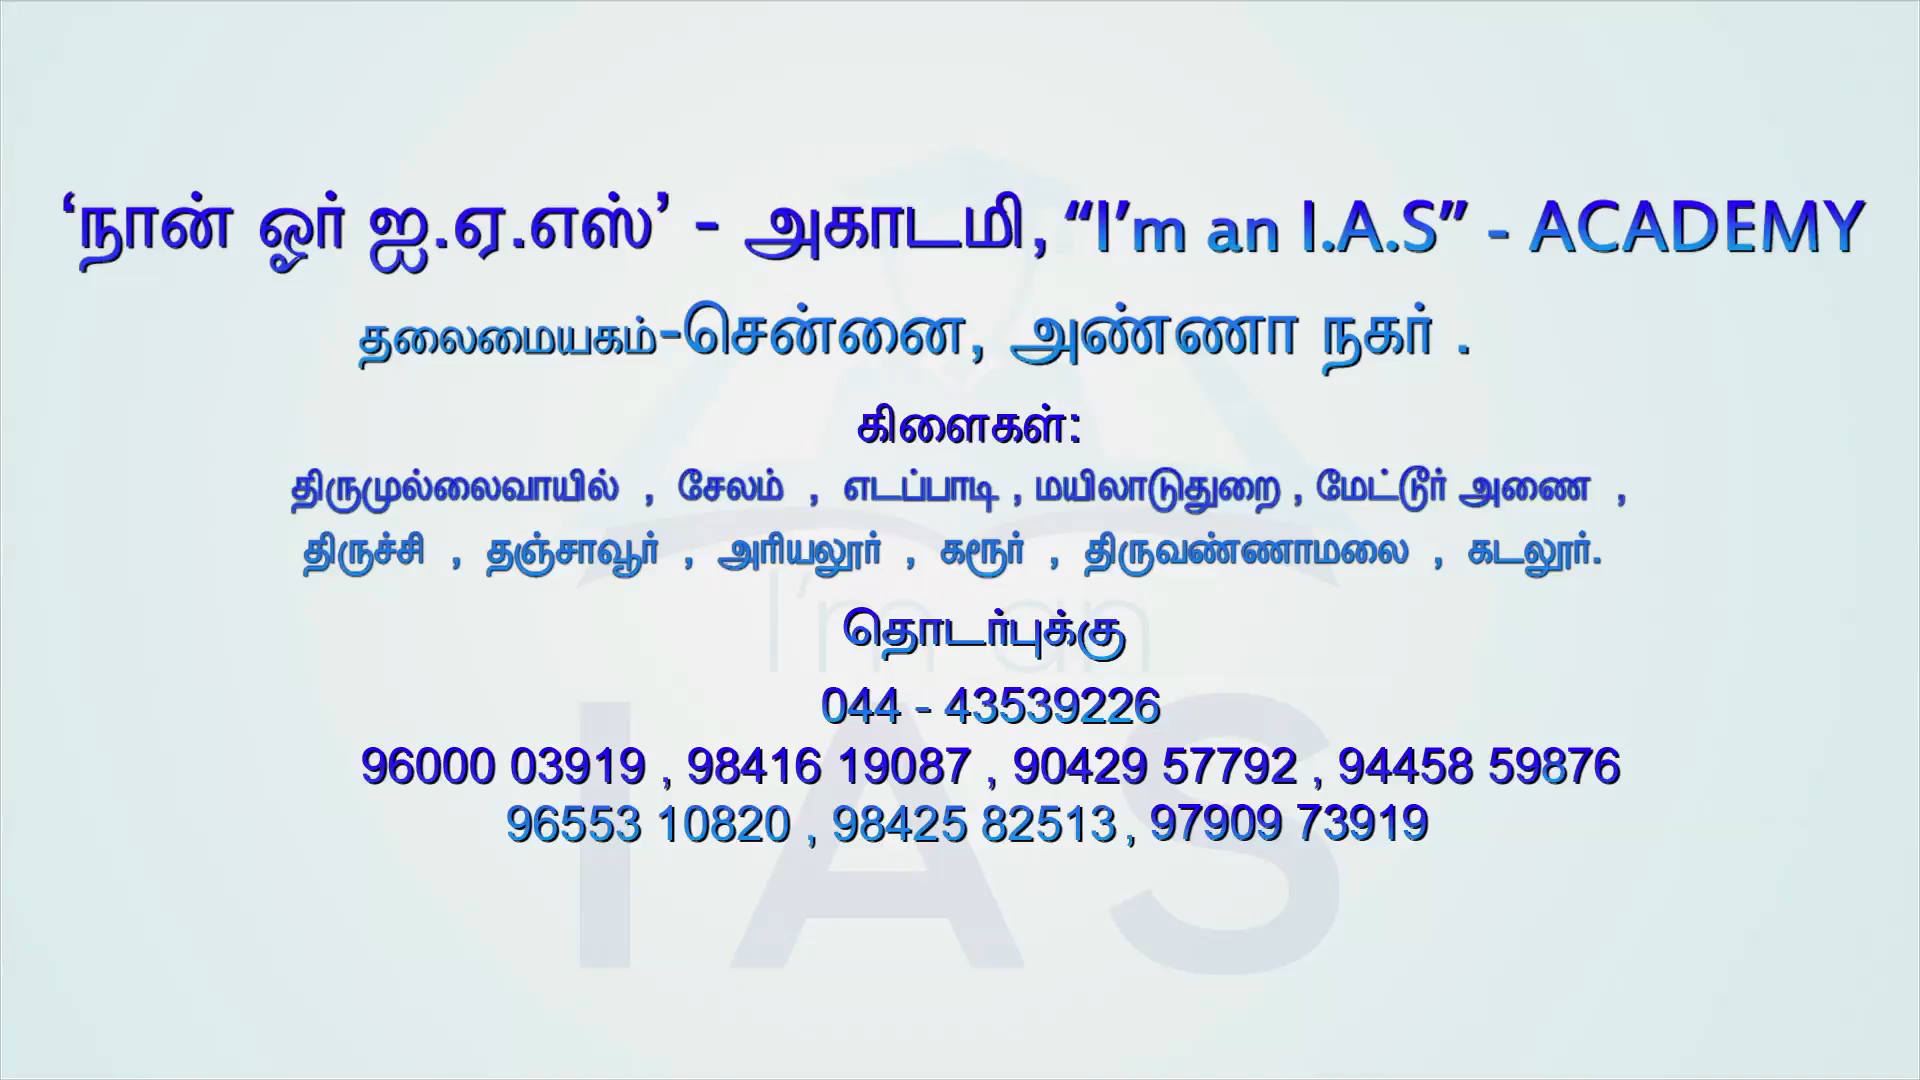 ‘நான் ஓர் ஐ.ஏ.எஸ்’ - அகாடமி, “I’m an I.A.S” - ACADEMY
தலைமையகம்-சென்னை, அண்ணா நகர் .
கிளைகள்:
திருமுல்லைவாயில் , சேலம் , எடப்பாடி , மயிலாடுதுறை , மேட்டூர் அணை ,
திருச்சி , தஞ்சாவூர் , அரியலூர் , கரூர் , திருவண்ணாமலை , கடலூர்.
தொடர்புக்கு
044 - 43539226
96000 03919 , 98416 19087 , 90429 57792 , 94458 59876
96553 10820 , 98425 82513 , 97909 73919
I’m an
IAS